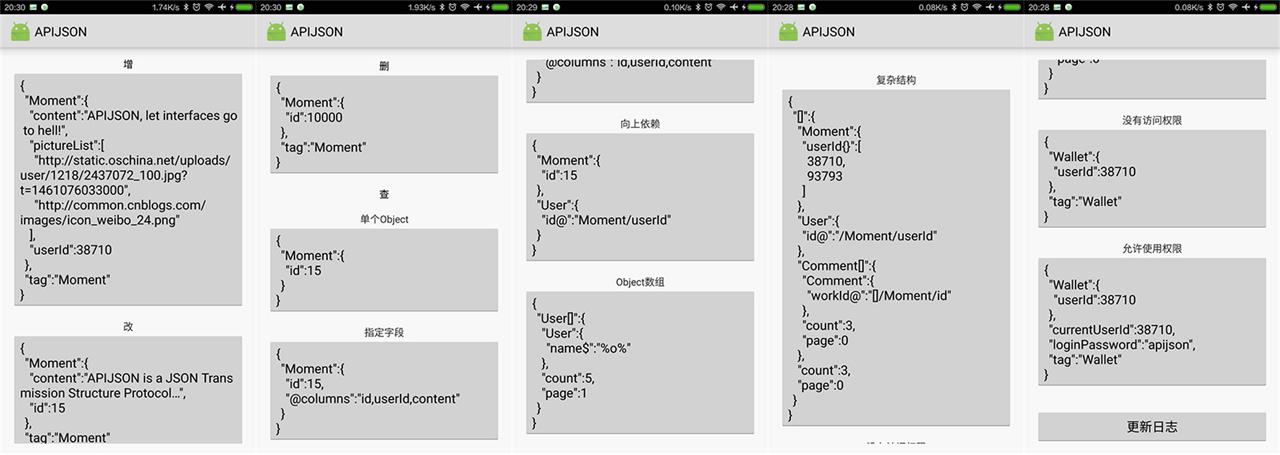 20:30 1.74K/s
APIJSON
增
{
"Moment":{
"content":"APIJSON, let interfaces go
to hell!",
"pictureList":[
"http://static.oschina.net/uploads/
user/1218/2437072_100.jpg?
t=1461076033000",
"http://common.cnblogs.com/
images/icon_weibo_24.png"
],
"userId":38710
},
"tag":"Moment"
}
改
{
"Moment":{
"content":"APIJSON is a JSON Trans
mission Structure Protocol…",
"id":15
},
"tag":"Moment"
20:30 1.93K/s
APIJSON
删
{
"Moment":{
"id":10000
},
"tag":"Moment"
}
查
单个Object
{
"Moment":{
"id":15
}
}
指定字段
{
"Moment":{
"id":15,
"@columns":"id,userId,content"
}
}
20:29 0.10K/s
APIJSON
"@columns":"id,userId,content"
}
}
向上依赖
{
"Moment":{
"id":15
},
"User":{
"id@":"Moment/userId"
}
}
Object数组
{
"User[]":{
"User":{
"name$":"%o%"
},
"count":5,
"page":1
}
}
20:28 0.08K/s
APIJSON
复杂结构
{
"[]":{
"Moment":{
"userId{}":[
38710,
93793
]
},
"User":{
"id@":"/Moment/userId"
},
"Comment[]":{
"Comment":{
"workId@":"[]/Moment/id"
},
"count":3,
"page":0
},
"count":3,
"page":0
}
}
20:28 0.08K/s
APIJSON
"page":0
}
}
没有访问权限
{
"Wallet":{
"userId":38710
},
"tag":"Wallet"
}
允许使用权限
{
"Wallet":{
"userId":38710
},
"currentUserId":38710,
"loginPassword":"apijson",
"tag":"Wallet"
}
更新日志